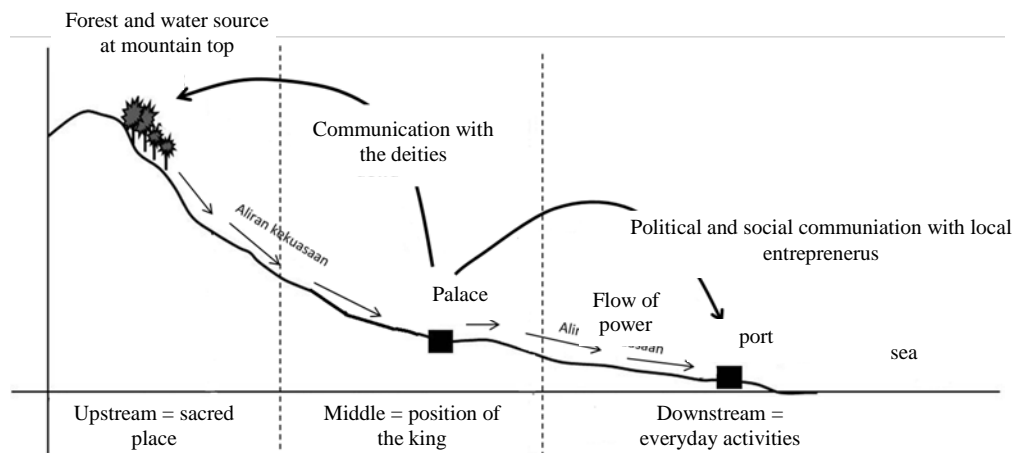 Forest and water source
at mountain top
Communication with
the deities
Aliran kekuasaan
Political and social communiation with local
entreprenerus
Palace
Flow of
power
port
sea
Upstream = sacred
place
Middle = position of
the king
Downstream =
everyday activities